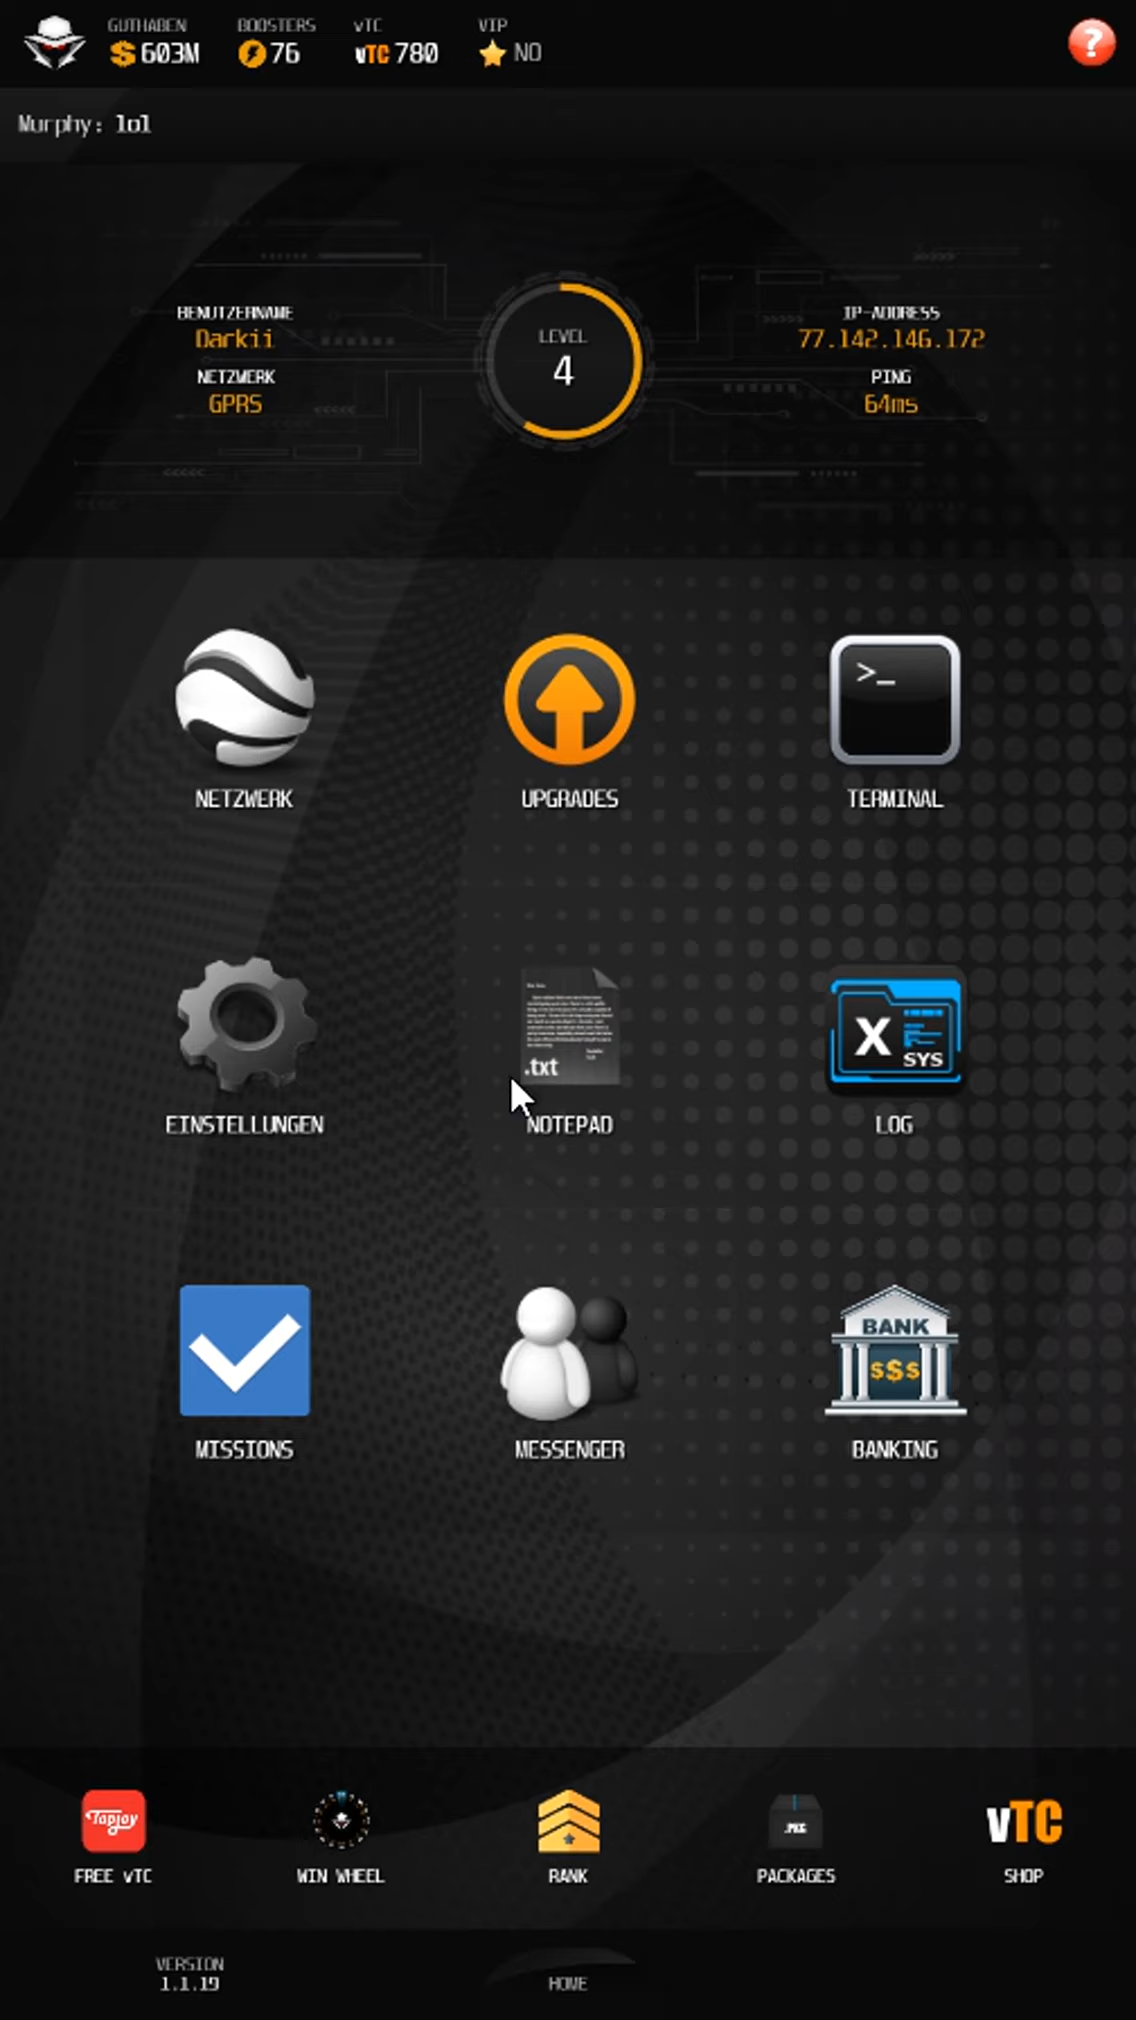 GUTHABEN BOOSTERS vTC VIP
$ 603M 76 vTC 780 NO
?
Murphy: lol
BENUTZERNAME
Darkii
NETZWERK
GPRS
LEVEL
4
IP-ADDRESS
77.142.146.172
PING
64ms
>_
NETZWERK UPGRADES TERMINAL
.txt
X SYS
EINSTELLUNGEN NOTEPAD LOG
BANK
$$$
MISSIONS MESSENGER BANKING
Tapjoy
.PKG
vTC
FREE vTC WIN WHEEL RANK PACKAGES SHOP
VERSION
1.1.19
HOME